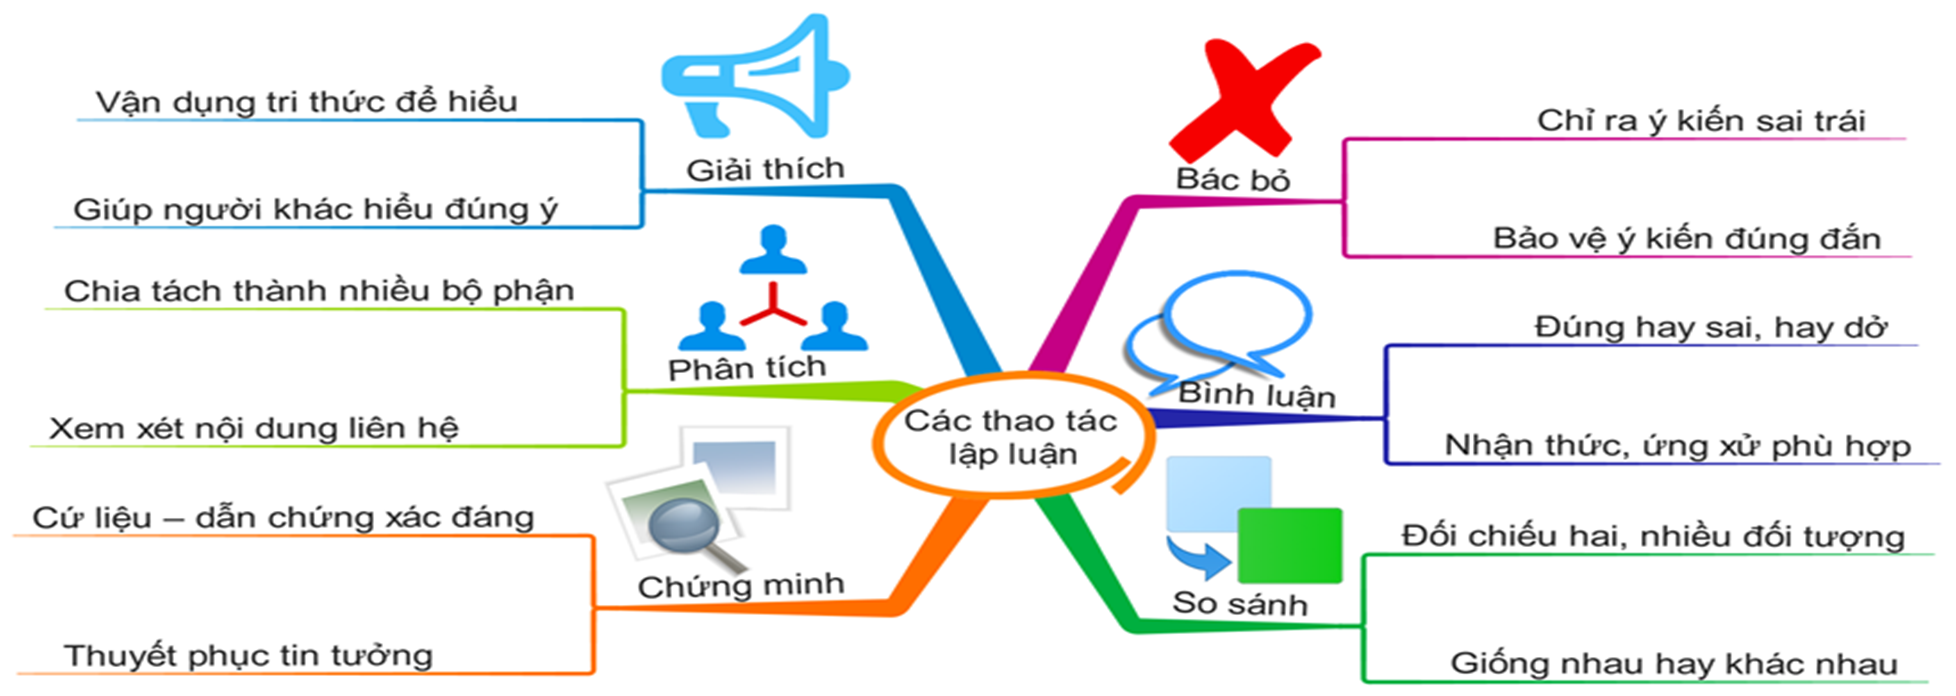 Các thao tác
lập luận
Giải thích
Vận dụng tri thức để hiểu
Giúp người khác hiểu đúng ý
Phân tích
Chia tách thành nhiều bộ phận
Xem xét nội dung liên hệ
Chứng minh
Cứ liệu – dẫn chứng xác đáng
Thuyết phục tin tưởng
Bác bỏ
Chỉ ra ý kiến sai trái
Bảo vệ ý kiến đúng đắn
Bình luận
Đúng hay sai, hay dở
Nhận thức, ứng xử phù hợp
So sánh
Đối chiếu hai, nhiều đối tượng
Giống nhau hay khác nhau